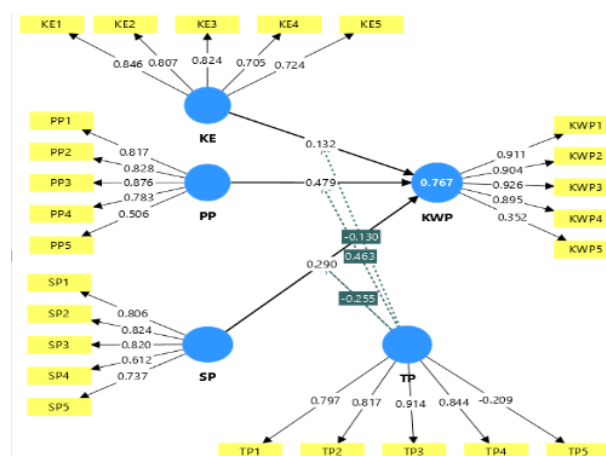 KE1 KE2 KE3 KE4 KE5
0.846 0.807 0.824 0.705 0.724
KE
PP1
PP2
PP3
PP4
PP5
0.817
0.828
0.876
0.783
0.506
PP
SP1
SP2
SP3
SP4
SP5
0.806
0.824
0.820
0.612
0.737
SP
0.132
0.479
0.290
-0.130
0.463
-0.255
0.767
KWP
0.911
0.904
0.926
0.895
0.352
KWP1
KWP2
KWP3
KWP4
KWP5
TP
0.797 0.817 0.914 0.844 -0.209
TP1 TP2 TP3 TP4 TP5